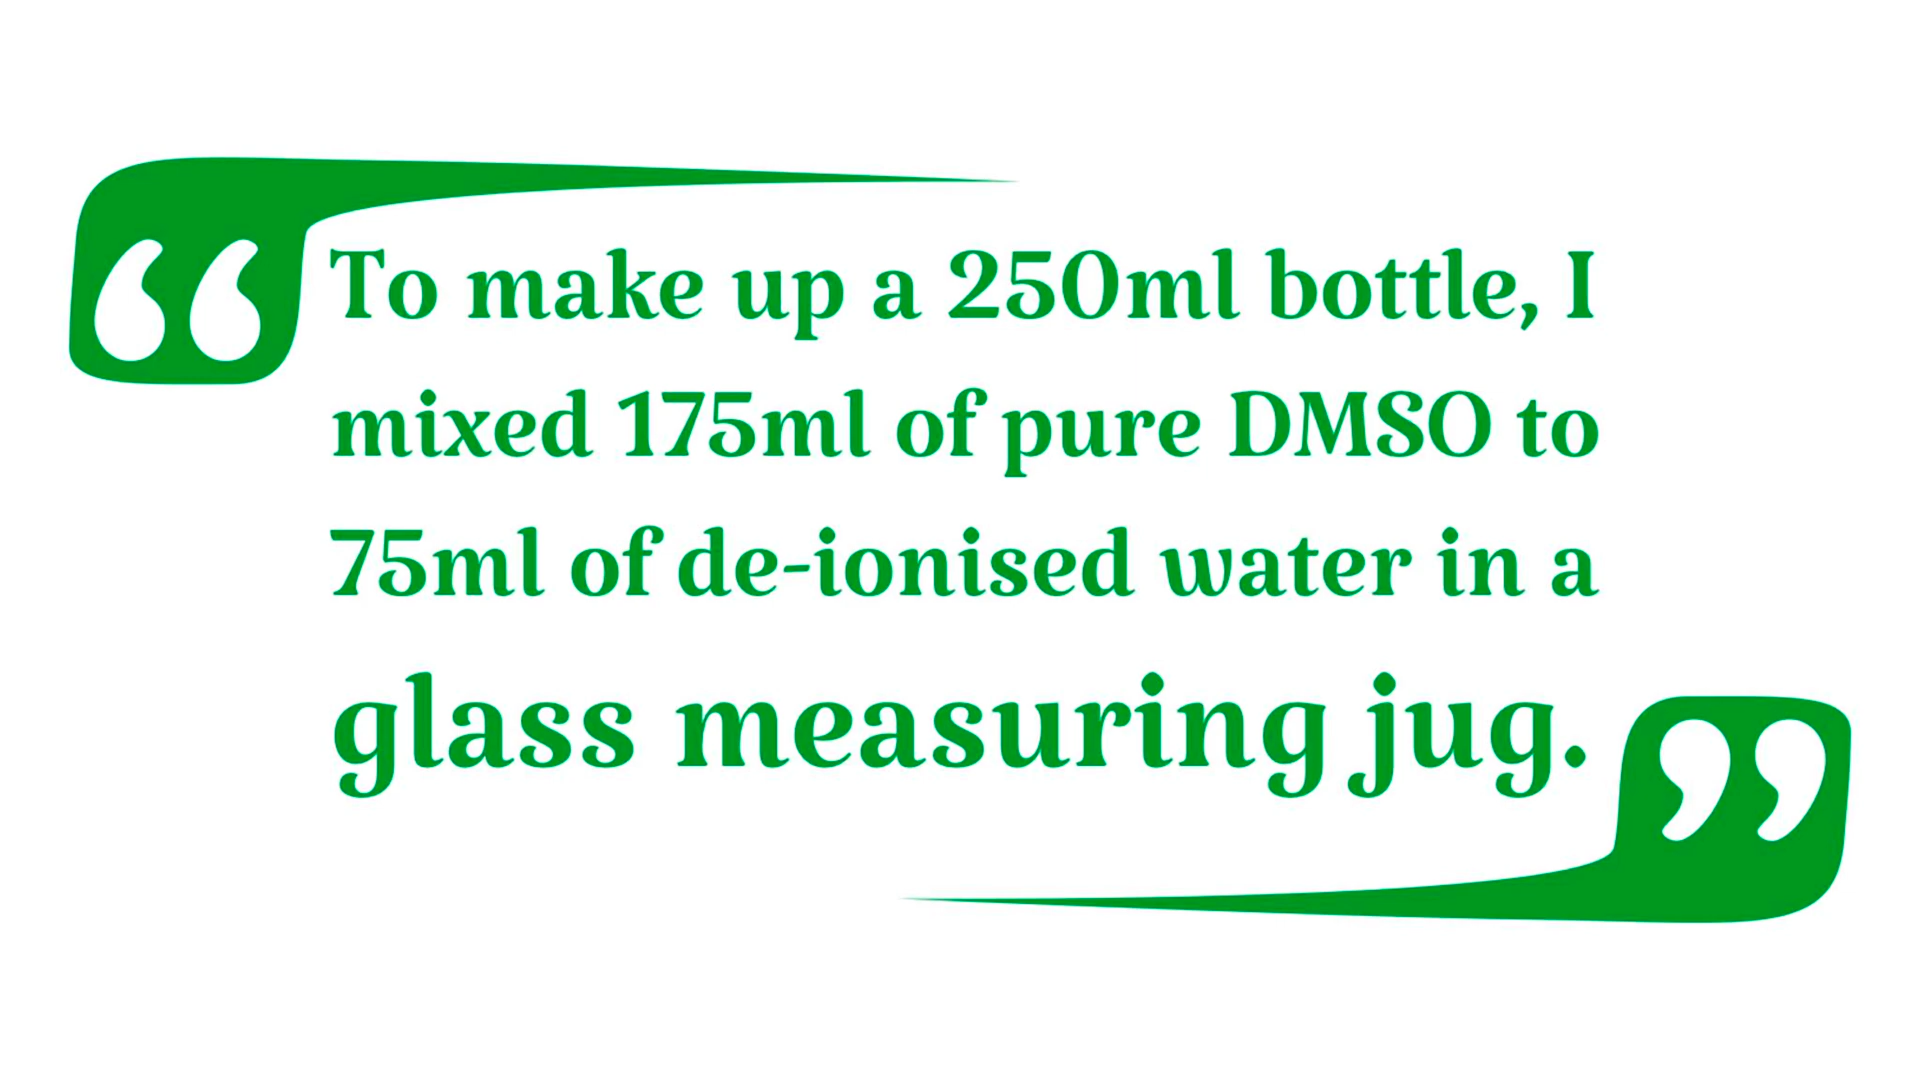 “To make up a 250ml bottle, I
mixed 175ml of pure DMSO to
75ml of de-ionised water in a
glass measuring jug.”